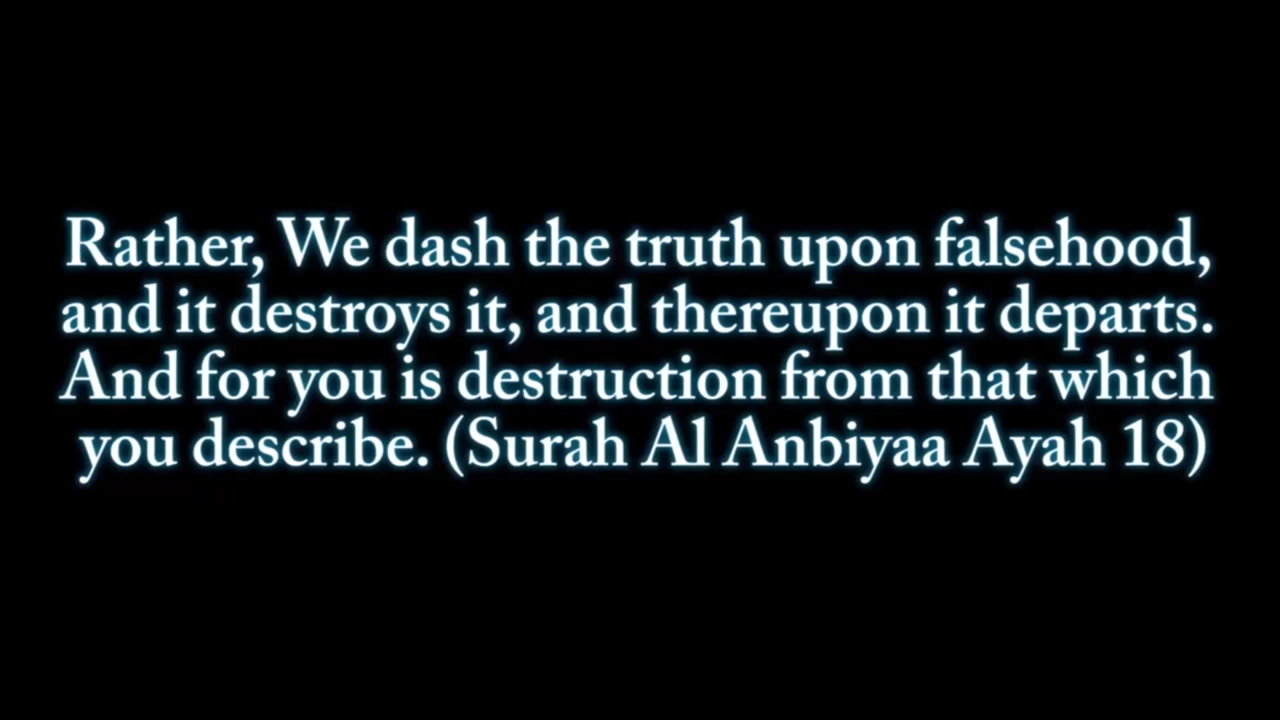 Rather, We dash the truth upon falsehood,
and it destroys it, and thereupon it departs.
And for you is destruction from that which
you describe. (Surah Al Anbiyaa Ayah 18)